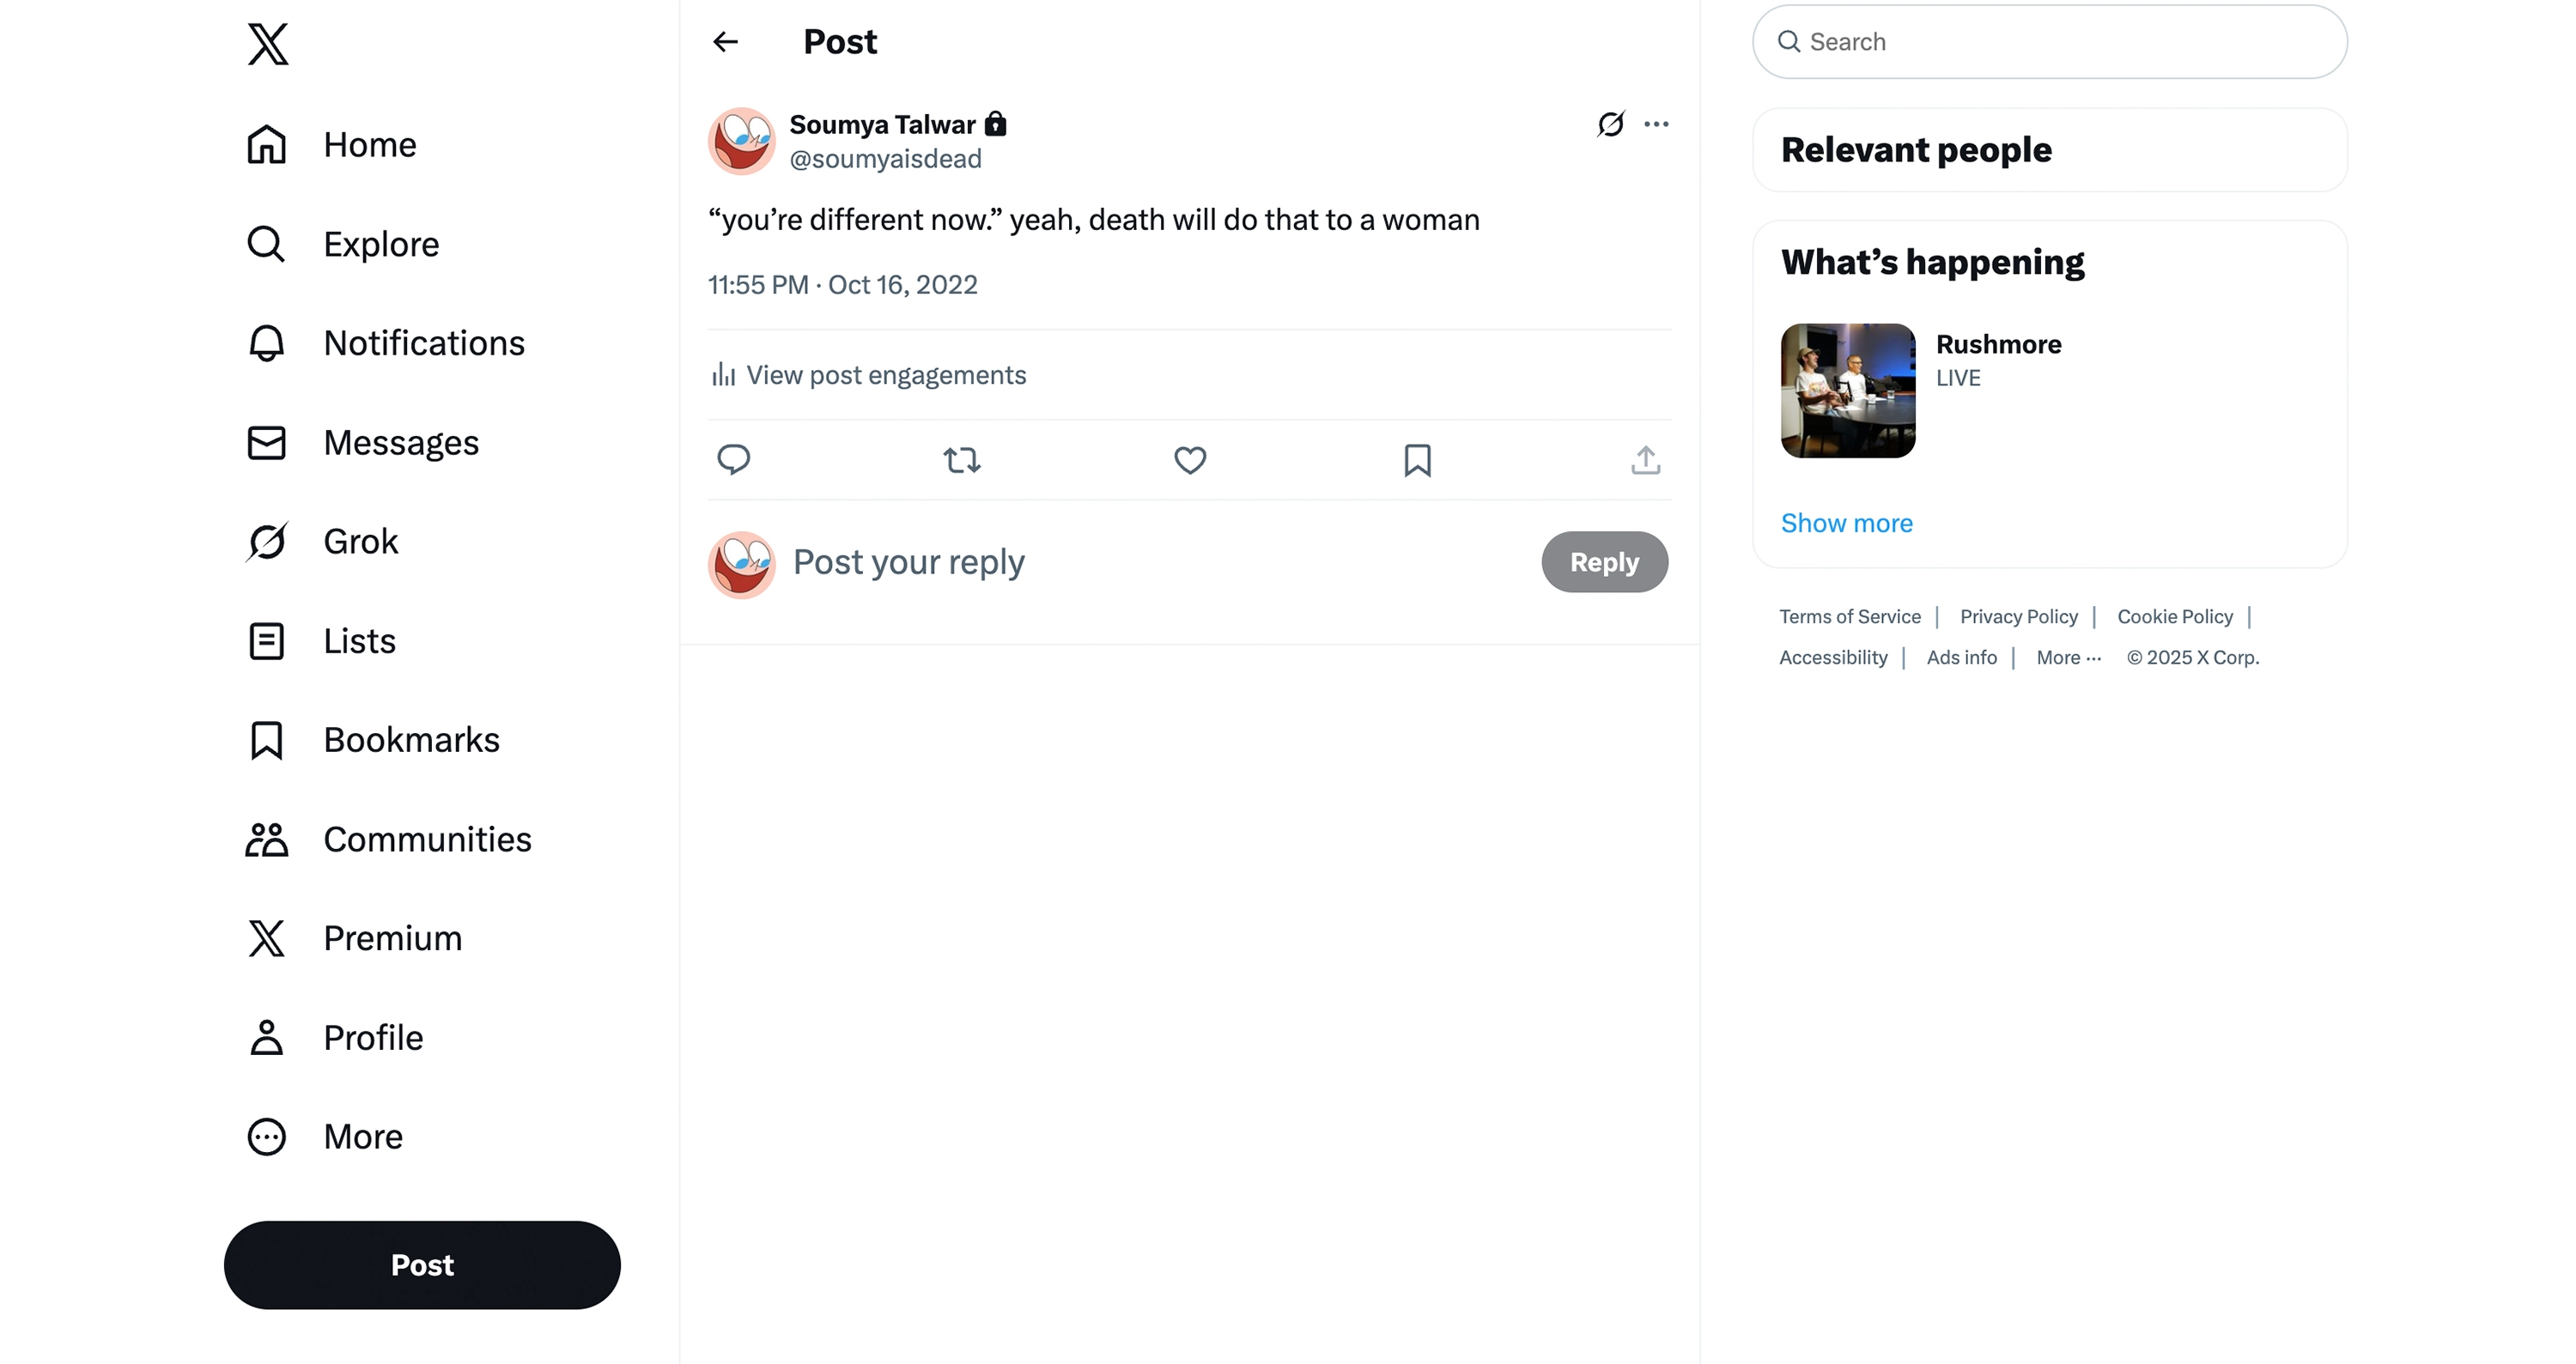 Home
Explore
Notifications
Messages
Grok
Lists
Bookmarks
Communities
Premium
Profile
More
Post
Post
Soumya Talwar
@soumyaisdead
“you’re different now.” yeah, death will do that to a woman
11:55 PM · Oct 16, 2022
View post engagements
Post your reply
Reply
Search
Relevant people
What’s happening
Rushmore
LIVE
Show more
Terms of Service | Privacy Policy | Cookie Policy |
Accessibility | Ads info | More ··· © 2025 X Corp.